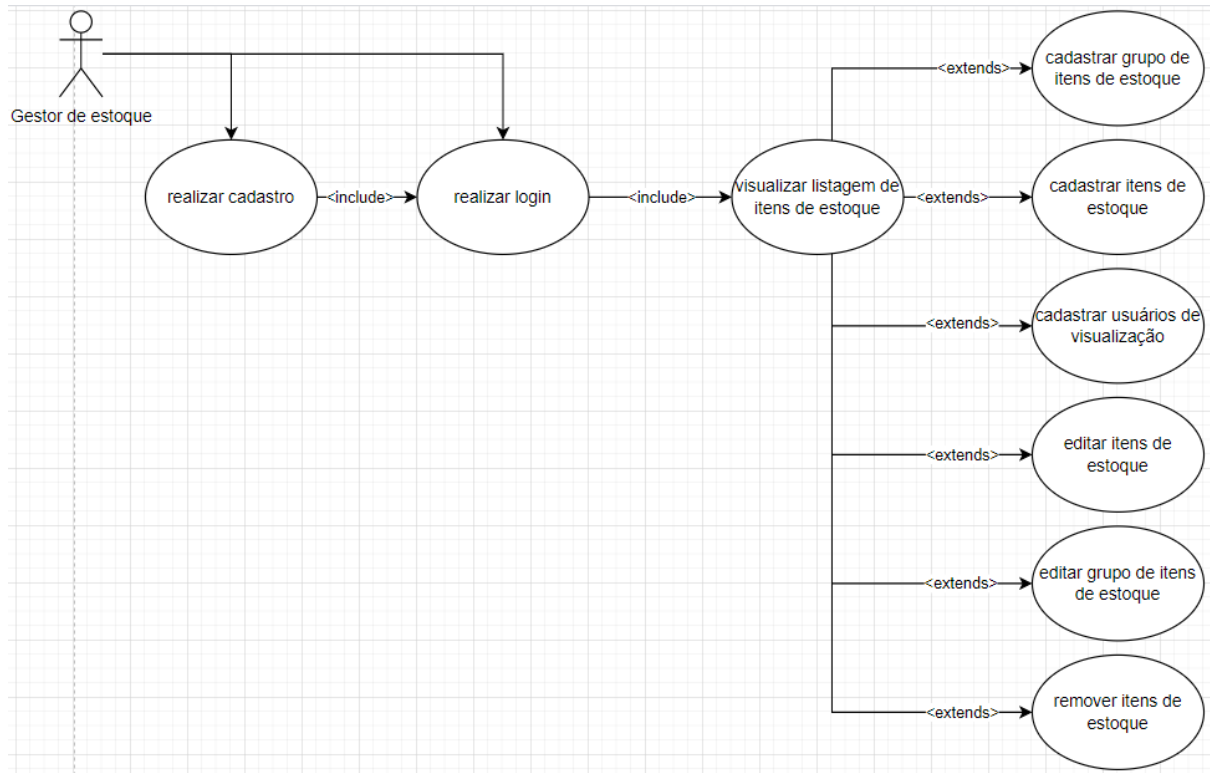 Gestor de estoque
realizar cadastro
<include>
realizar login
<include>
visualizar listagem de
itens de estoque
<extends>
cadastrar grupo de
itens de estoque
<extends>
cadastrar itens de
estoque
<extends>
cadastrar usuários de
visualização
<extends>
editar itens de
estoque
<extends>
editar grupo de itens
de estoque
<extends>
remover itens de
estoque